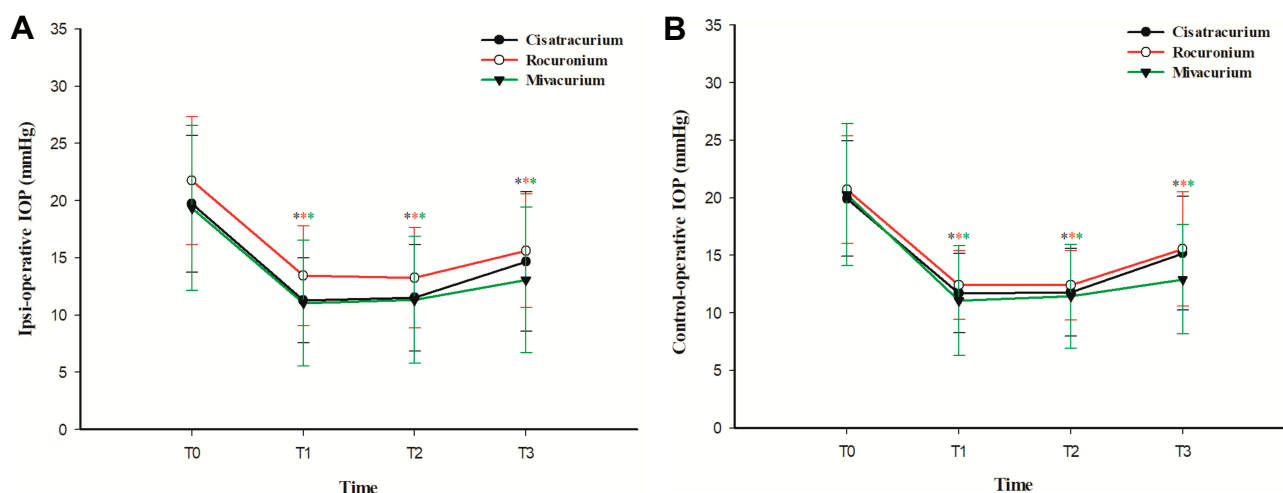 A
Ipsi-operative IOP (mmHg)
35
30
25
20
15
10
5
0
Cisatracurium
Rocuronium
Mivacurium
***
***
***
T0 T1 T2 T3
Time
B
Control-operative IOP (mmHg)
35
30
25
20
15
10
5
0
Cisatracurium
Rocuronium
Mivacurium
***
***
***
T0 T1 T2 T3
Time